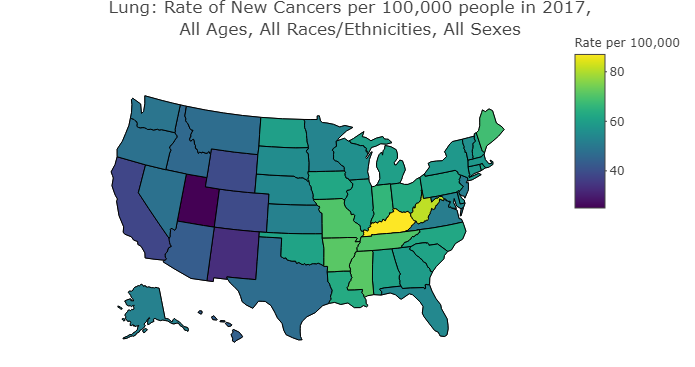 Lung: Rate of New Cancers per 100,000 people in 2017,
All Ages, All Races/Ethnicities, All Sexes
Rate per 100,000
80
60
40